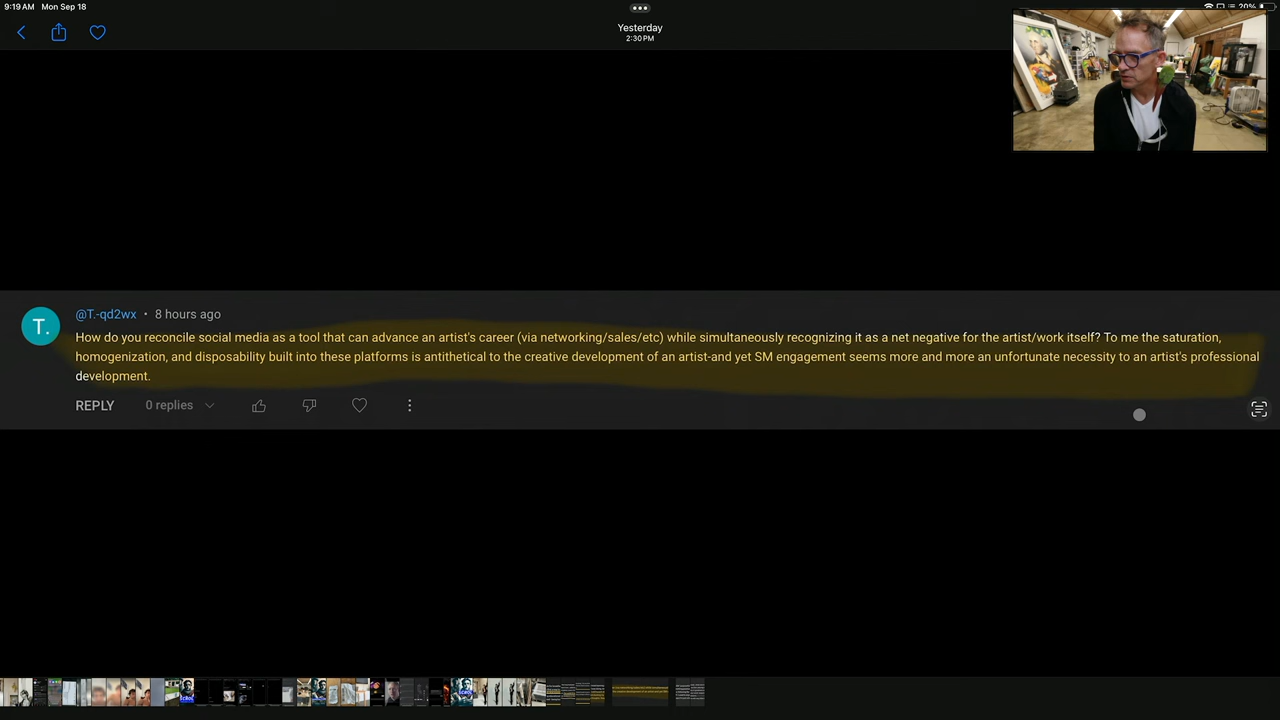 9:19 AM Mon Sep 18
20%
Yesterday
2:30 PM
T.
@T.-qd2wx • 8 hours ago
How do you reconcile social media as a tool that can advance an artist's career (via networking/sales/etc) while simultaneously recognizing it as a net negative for the artist/work itself? To me the saturation,
homogenization, and disposability built into these platforms is antithetical to the creative development of an artist-and yet SM engagement seems more and more an unfortunate necessity to an artist's professional
development.
REPLY 0 replies